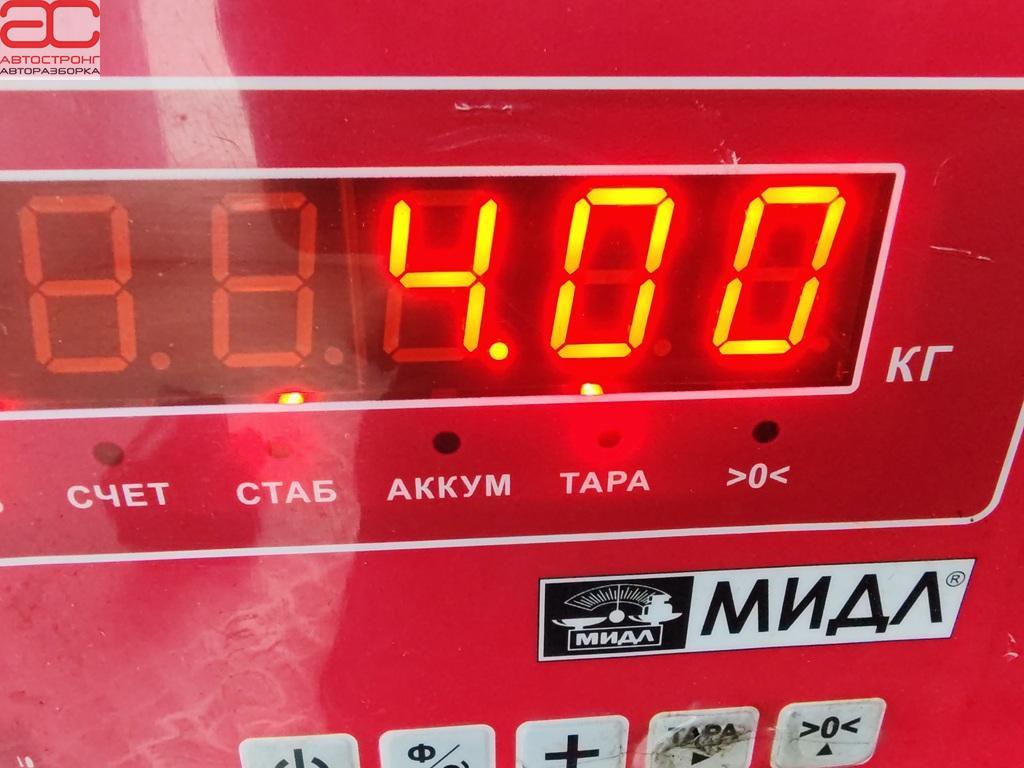 АС
АВТОСТРОНГ
АВТОРАЗБОРКА
4.00
КГ
СЧЕТ СТАБ АККУМ ТАРА >0<
МИДЛ МИДЛ®
Ф/ + ТАРА >0<